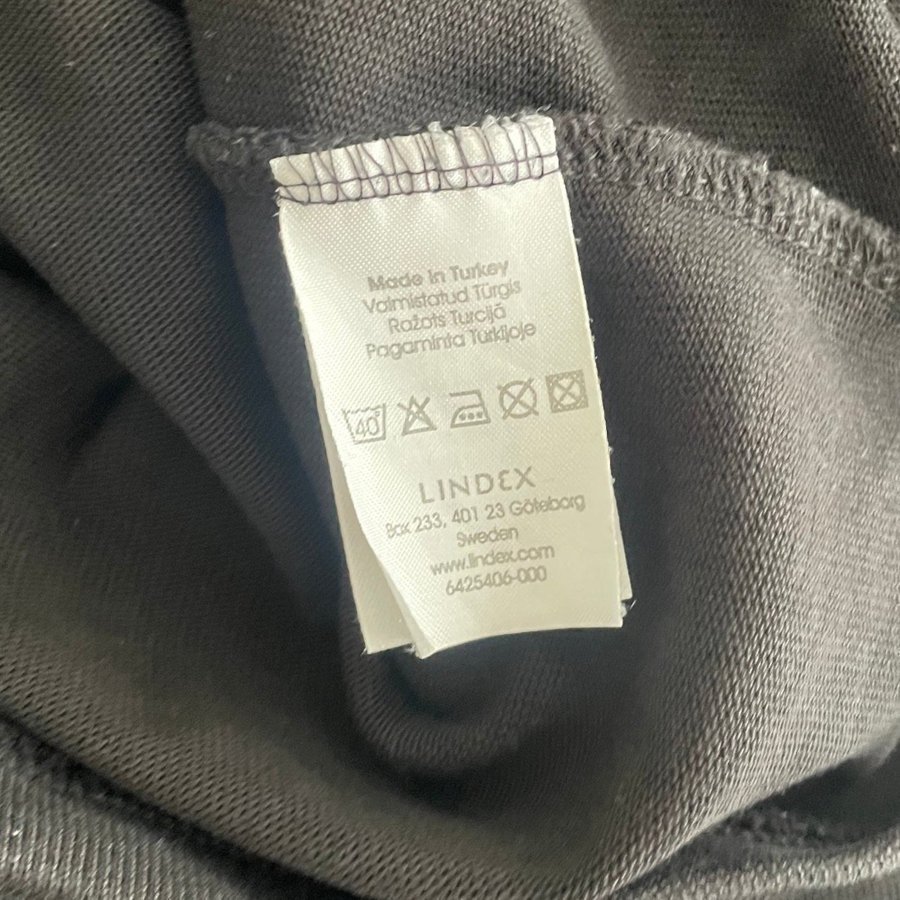 Made in Turkey
Valmistatud Türgis
Ražots Turcijā
Pagaminta Turkijoje
40°
LINDEX
Box 233, 401 23 Göteborg
Sweden
www.lindex.com
6425406-000